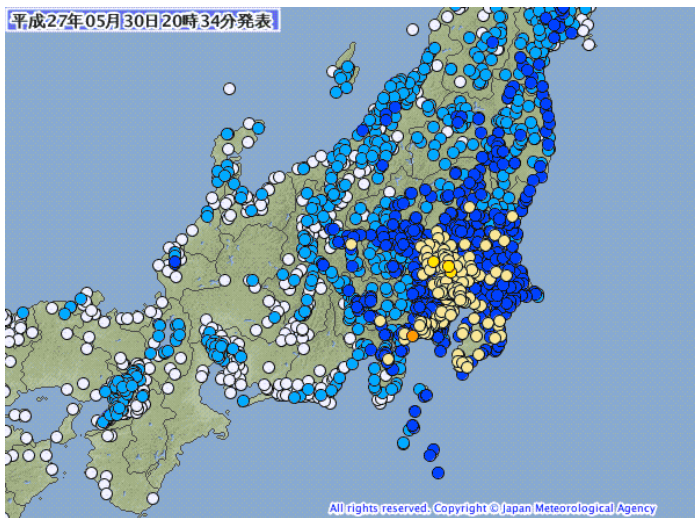 平成27年05月30日20時34分発表
All rights reserved. Copyright © Japan Meteorological Agency